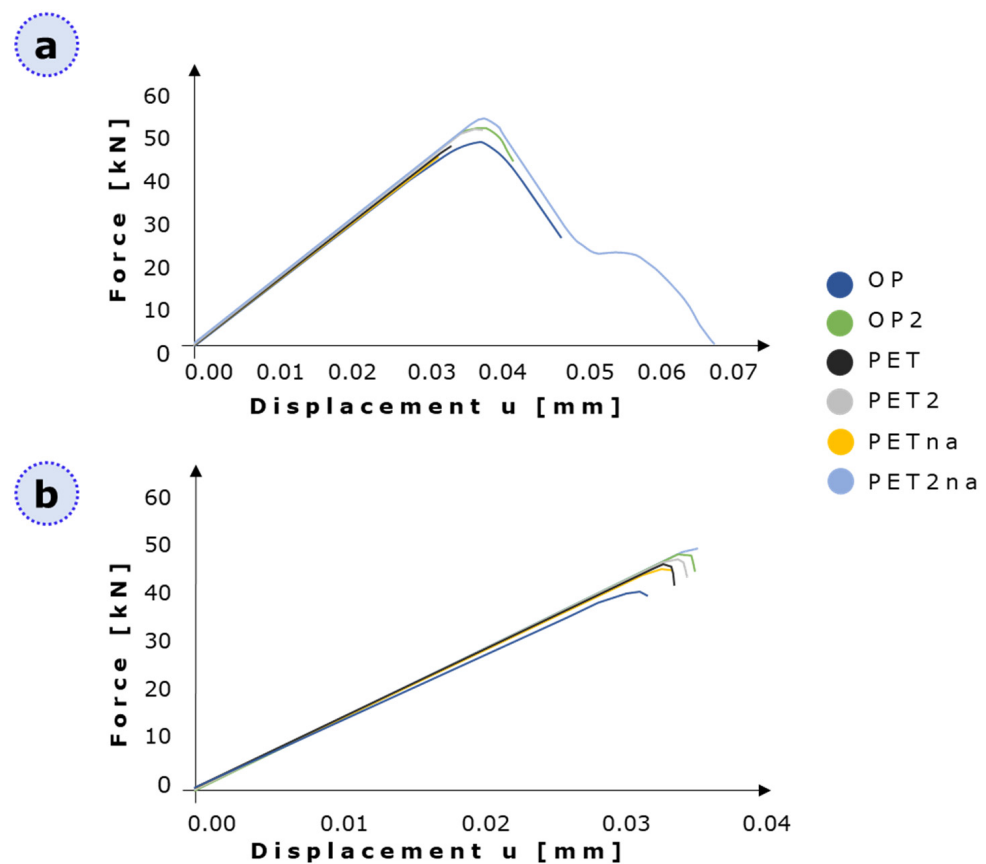 a
Force [kN]
60
50
40
30
20
10
0
0.00 0.01 0.02 0.03 0.04 0.05 0.06 0.07
Displacement u [mm]
OP
OP2
PET
PET2
PETna
PET2na
b
Force [kN]
60
50
40
30
20
10
0
0.00 0.01 0.02 0.03 0.04
Displacement u [mm]